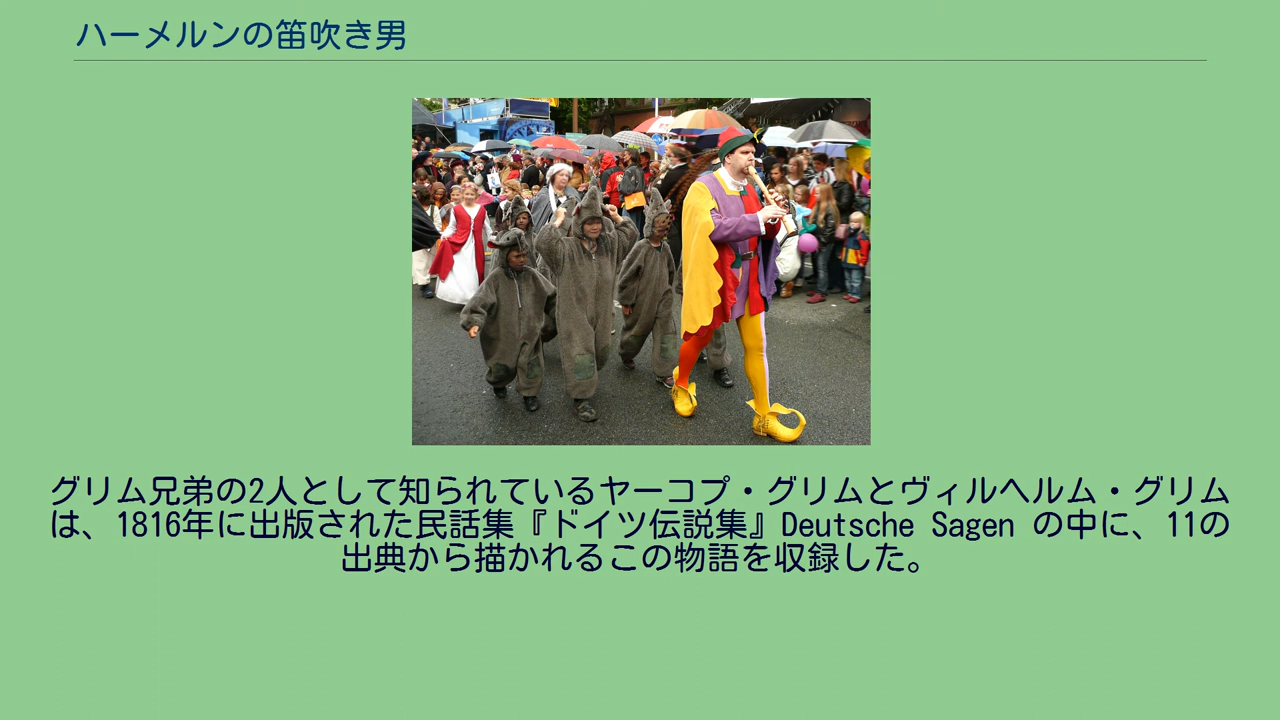 ハーメルンの笛吹き男
グリム兄弟の2人として知られているヤーコプ・グリムとヴィルヘルム・グリム
は、1816年に出版された民話集『ドイツ伝説集』Deutsche Sagen の中に、11の
出典から描かれるこの物語を収録した。